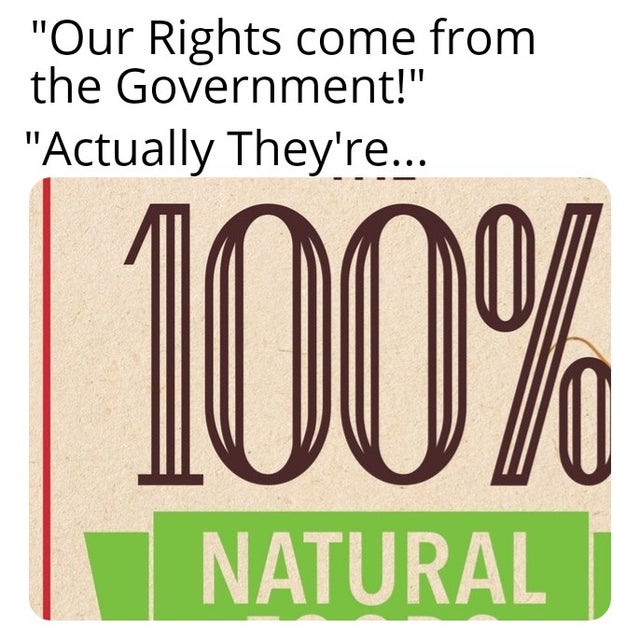 "Our Rights come from
the Government!"
"Actually They're...
100%
NATURAL